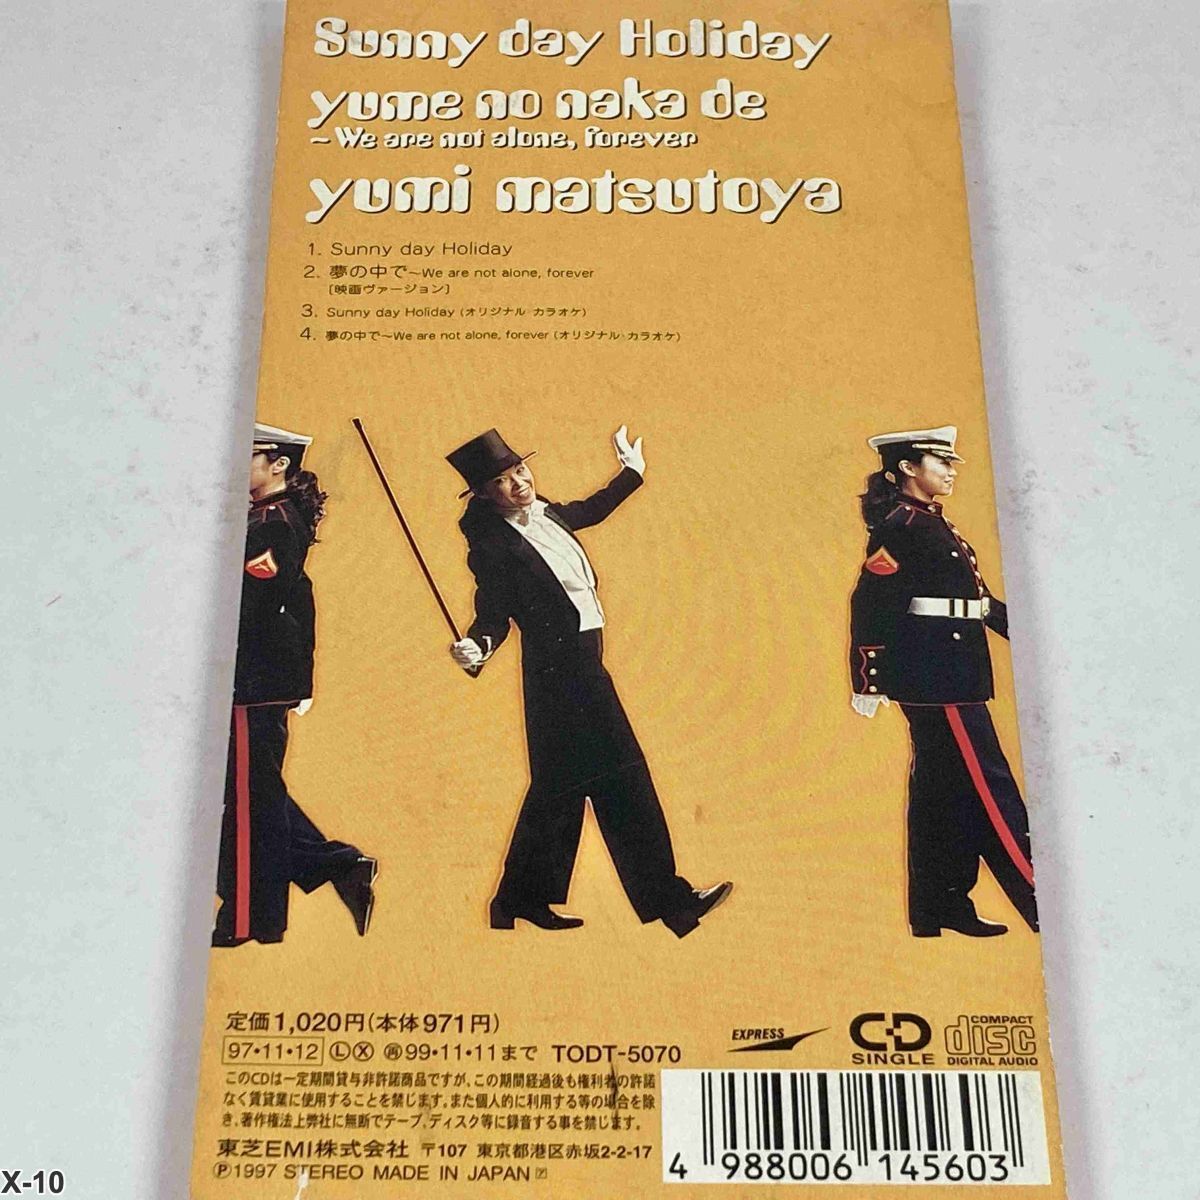 Sunny day Holiday
yume no naka de
～We are not alone, forever
yumi matsutoya
1. Sunny day Holiday
2. 夢の中で～We are not alone, forever
[映画ヴァージョン]
3. Sunny day Holiday (オリジナル カラオケ)
4. 夢の中で～We are not alone, forever (オリジナル・カラオケ)
定価1,020円(本体971円)
97・11・12 Ⓛ Ⓧ ㊢99・11・11まで TODT-5070
EXPRESS
CD SINGLE
COMPACT disc DIGITAL AUDIO
このCDは一定期間貸与非許諾商品ですが、この期間経過後も権利者の許諾
なく賃貸業に使用することを禁じます。また個人的に利用する等の場合を除
き、著作権法上弊社に無断でテープ、ディスク等に録音する事を禁じます。
東芝EMI株式会社 〒107 東京都港区赤坂2-2-17
Ⓟ1997 STEREO MADE IN JAPAN
4 988006 145603
X-10